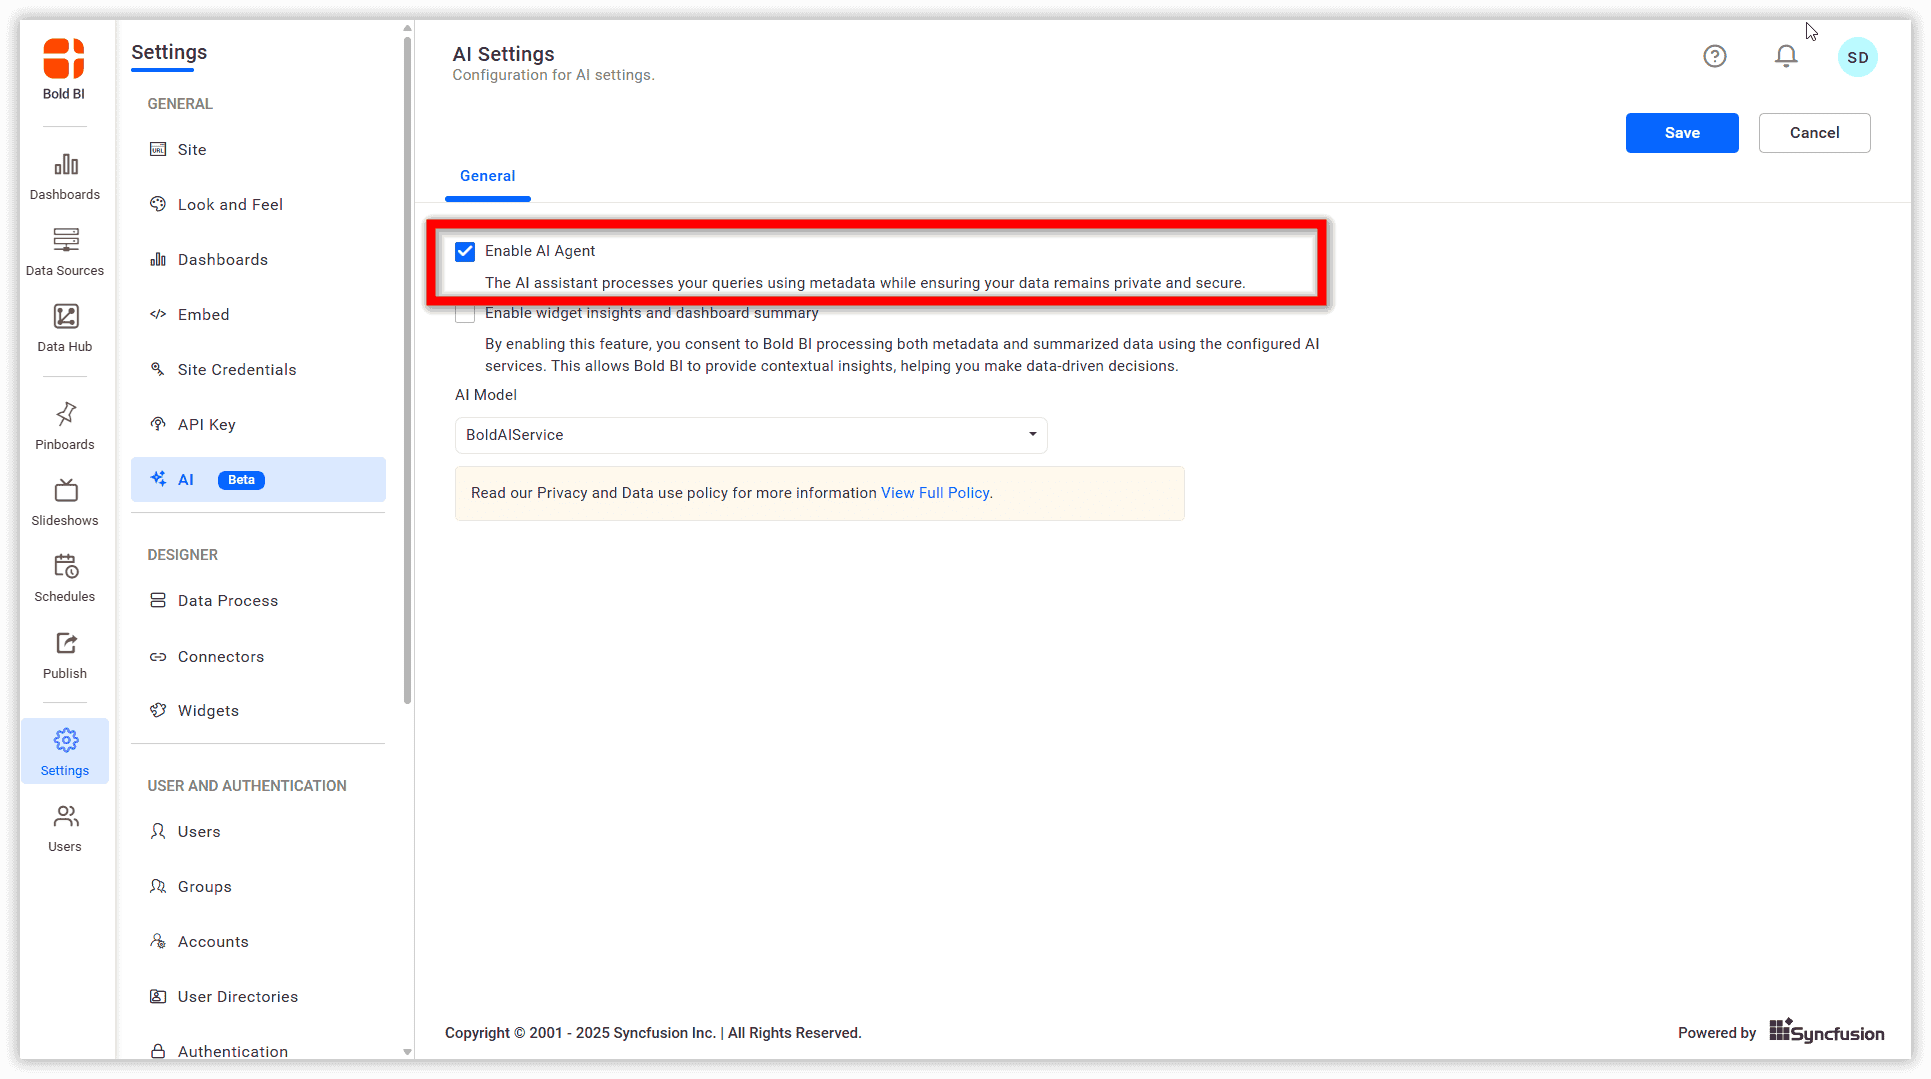 Bold BI
Dashboards
Data Sources
Data Hub
Pinboards
Slideshows
Schedules
Publish
Settings
Users
Settings
GENERAL
URL
Site
Look and Feel
Dashboards
Embed
Site Credentials
API Key
AI Beta
DESIGNER
Data Process
Connectors
Widgets
USER AND AUTHENTICATION
Users
Groups
Accounts
User Directories
Authentication
AI Settings
Configuration for AI settings.
SD
Save
Cancel
General
Enable AI Agent
The AI assistant processes your queries using metadata while ensuring your data remains private and secure.
Enable widget insights and dashboard summary
By enabling this feature, you consent to Bold BI processing both metadata and summarized data using the configured AI
services. This allows Bold BI to provide contextual insights, helping you make data-driven decisions.
AI Model
BoldAIService
Read our Privacy and Data use policy for more information View Full Policy.
Copyright © 2001 - 2025 Syncfusion Inc. | All Rights Reserved.
Powered by Syncfusion